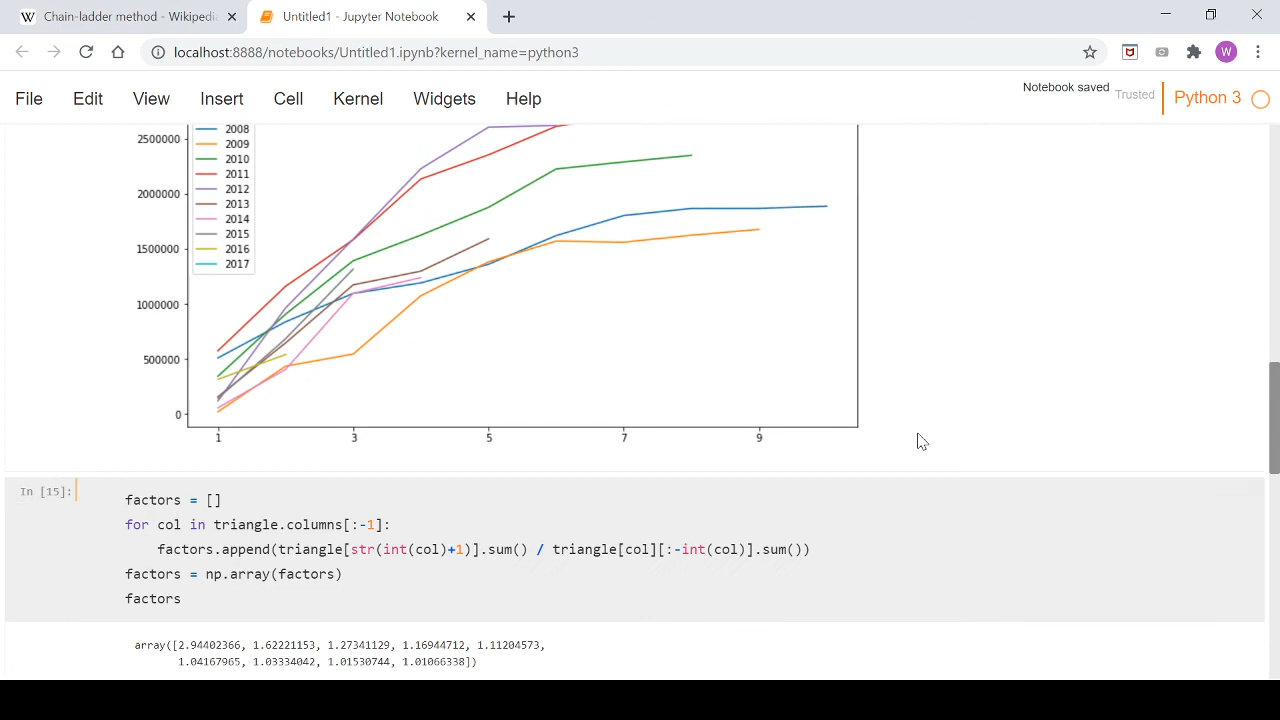 Chain-ladder method - Wikipedi
Untitled1 - Jupyter Notebook
localhost:8888/notebooks/Untitled1.ipynb?kernel_name=python3
W
File Edit View Insert Cell Kernel Widgets Help
Notebook saved
Trusted
Python 3
2500000
2000000
1500000
1000000
500000
0
2008
2009
2010
2011
2012
2013
2014
2015
2016
2017
1 3 5 7 9
In [15]:
factors = []
for col in triangle.columns[:-1]:
factors.append(triangle[str(int(col)+1)].sum() / triangle[col][:-int(col)].sum())
factors = np.array(factors)
factors
array([2.94402366, 1.62221153, 1.27341129, 1.16944712, 1.11204573,
1.04167965, 1.03334042, 1.01530744, 1.01066338])